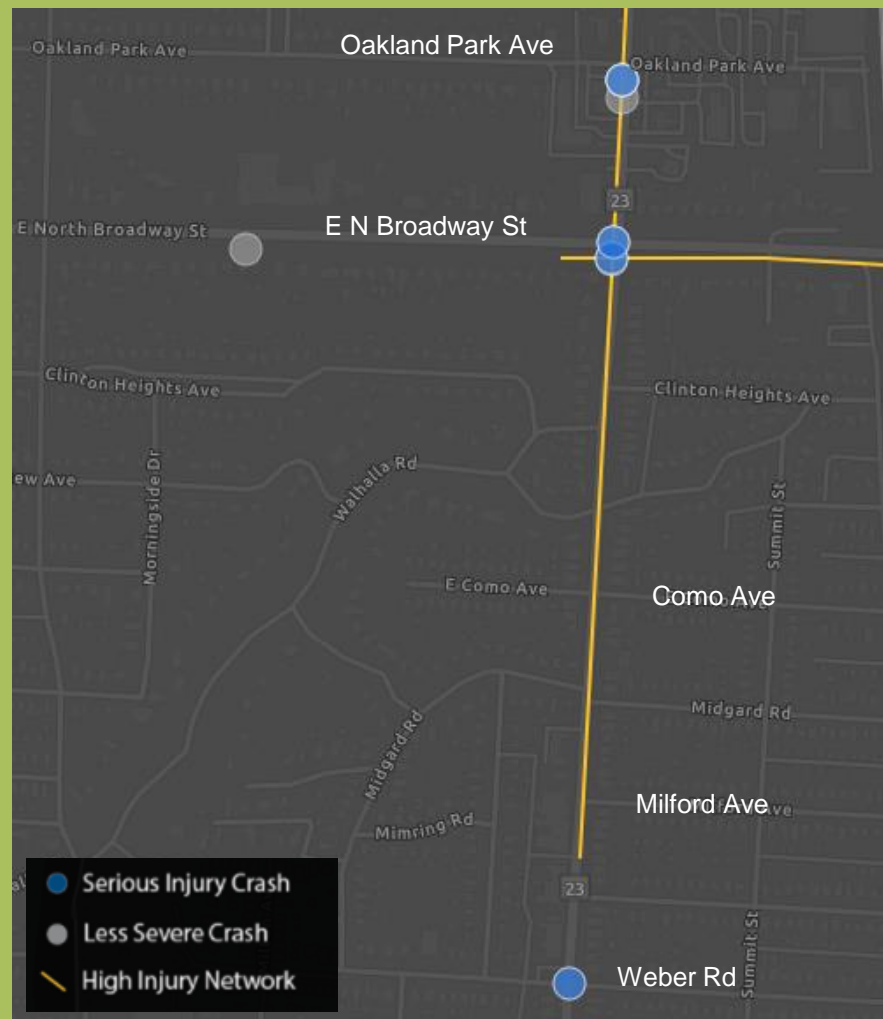 Oakland Park Ave
Oakland Park Ave
Oakland Park Ave
23
E North Broadway St
E N Broadway St
Clinton Heights Ave
Clinton Heights Ave
Walhalla Rd
ew Ave
Morningside Dr
Summit St
E Como Ave
Como Ave
Midgard Rd
Midgard Rd
Milford Ave
Mimring Rd
Serious Injury Crash
23
Less Severe Crash
Summit St
High Injury Network
Weber Rd